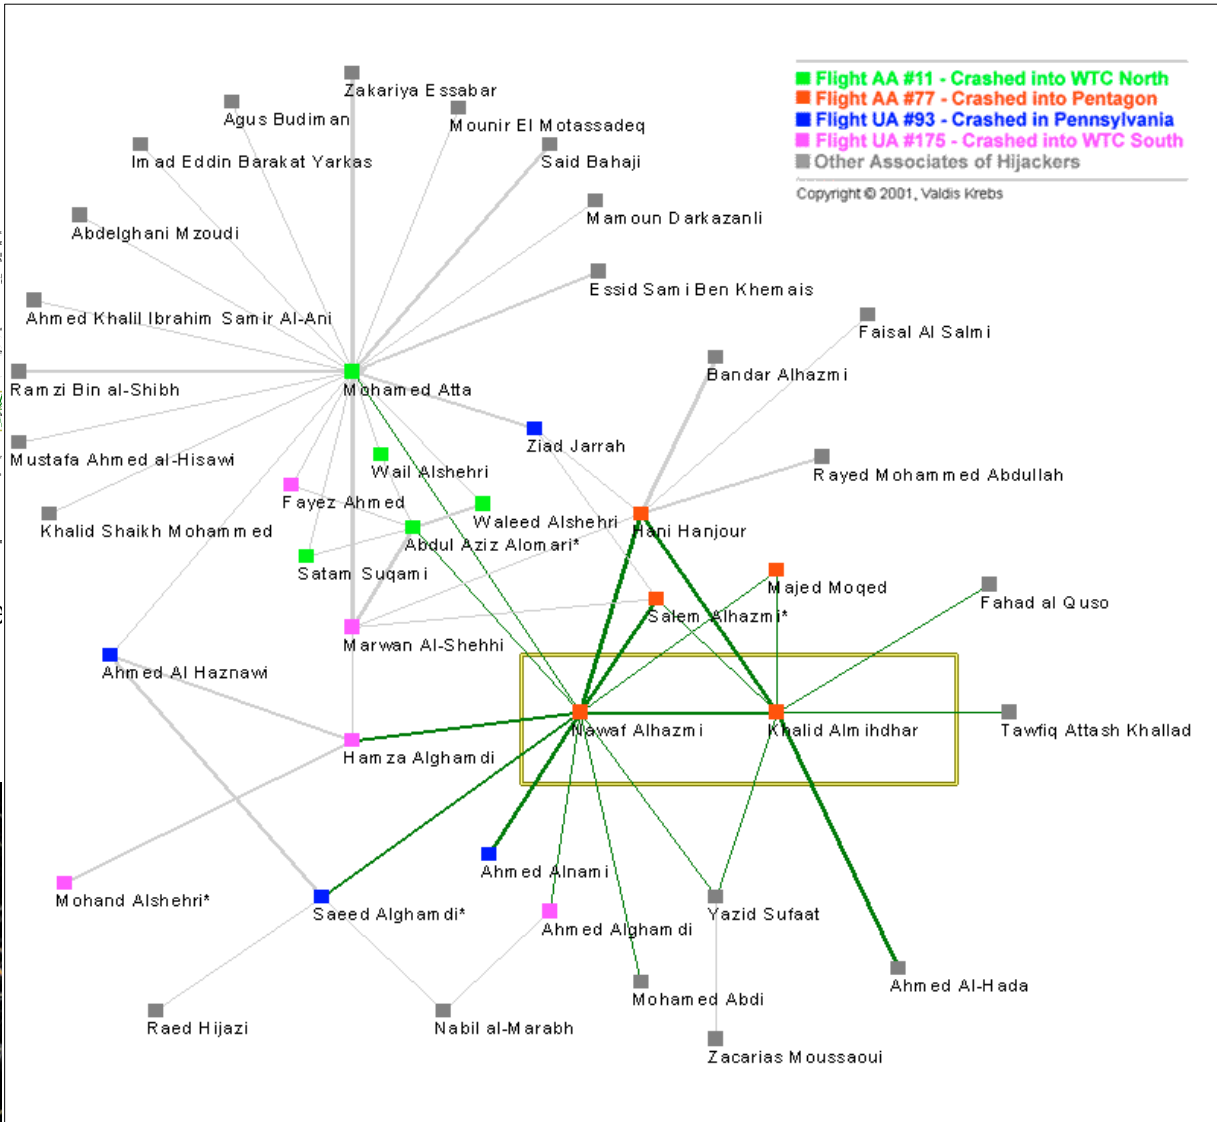 Zakariya Essabar
Flight AA #11 - Crashed into WTC North
Flight AA #77 - Crashed into Pentagon
Flight UA #93 - Crashed in Pennsylvania
Flight UA #175 - Crashed into WTC South
Other Associates of Hijackers
Copyright © 2001, Valdis Krebs
Agus Budiman
Mounir El Motassadeq
Imad Eddin Barakat Yarkas
Said Bahaji
Mamoun Darkazanli
Abdelghani Mzoudi
Essid Sami Ben Khemais
Ahmed Khalil Ibrahim Samir Al-Ani
Faisal Al Salmi
Bandar Alhazmi
Ramzi Bin al-Shibh
Mohamed Atta
Ziad Jarrah
Mustafa Ahmed al-Hisawi
Wail Alshehri
Rayed Mohammed Abdullah
Fayez Ahmed
Khalid Shaikh Mohammed
Waleed Alshehri
Hani Hanjour
Abdul Aziz Alomari*
Satam Suqami
Majed Moqed
Fahad al Quso
Salem Alhazmi*
Marwan Al-Shehhi
Ahmed Al Haznawi
Nawaf Alhazmi
Khalid Almihdhar
Tawfiq Attash Khallad
Hamza Alghamdi
Ahmed Alnami
Mohand Alshehri*
Saeed Alghamdi*
Yazid Sufaat
Ahmed Alghamdi
Ahmed Al-Hada
Mohamed Abdi
Raed Hijazi
Nabil al-Marabh
Zacarias Moussaoui